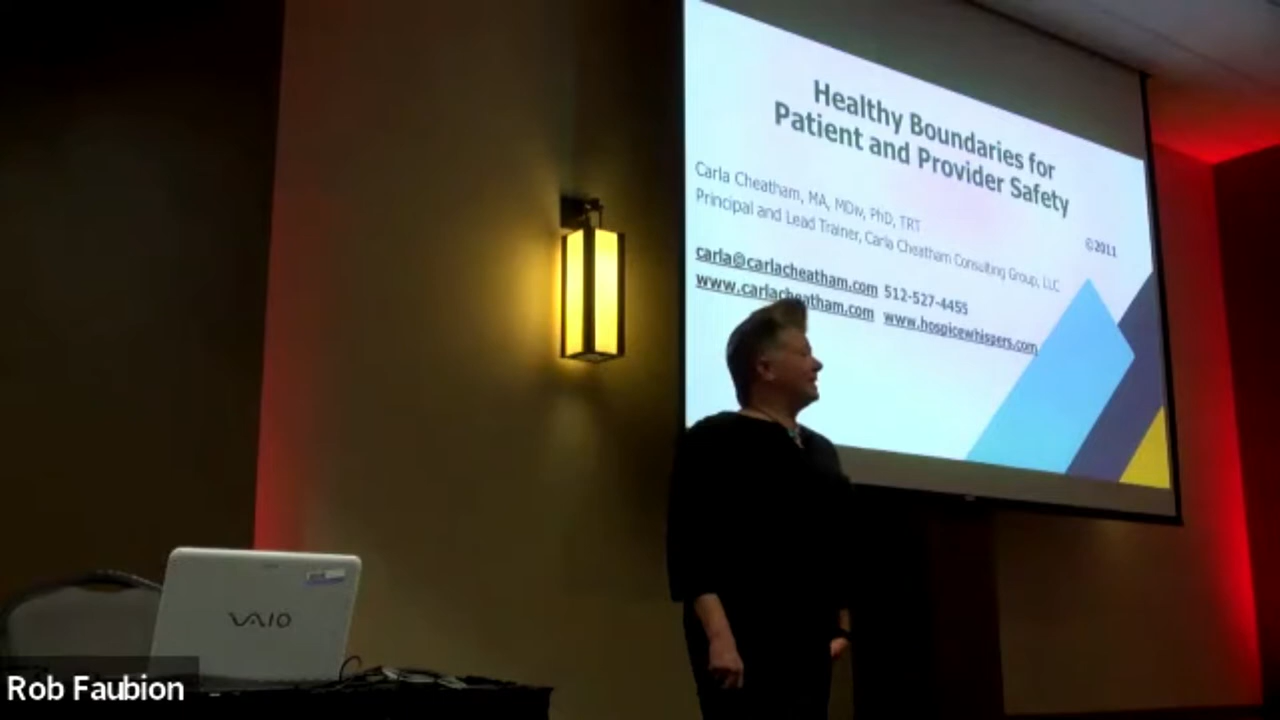 Healthy Boundaries for
Patient and Provider Safety
Carla Cheatham, MA, MDiv, PhD, TRT
Principal and Lead Trainer, Carla Cheatham Consulting Group, LLC
©2011
carla@carlacheatham.com 512-527-4455
www.carlacheatham.com www.hospicewhispers.com
VAIO
Rob Faubion